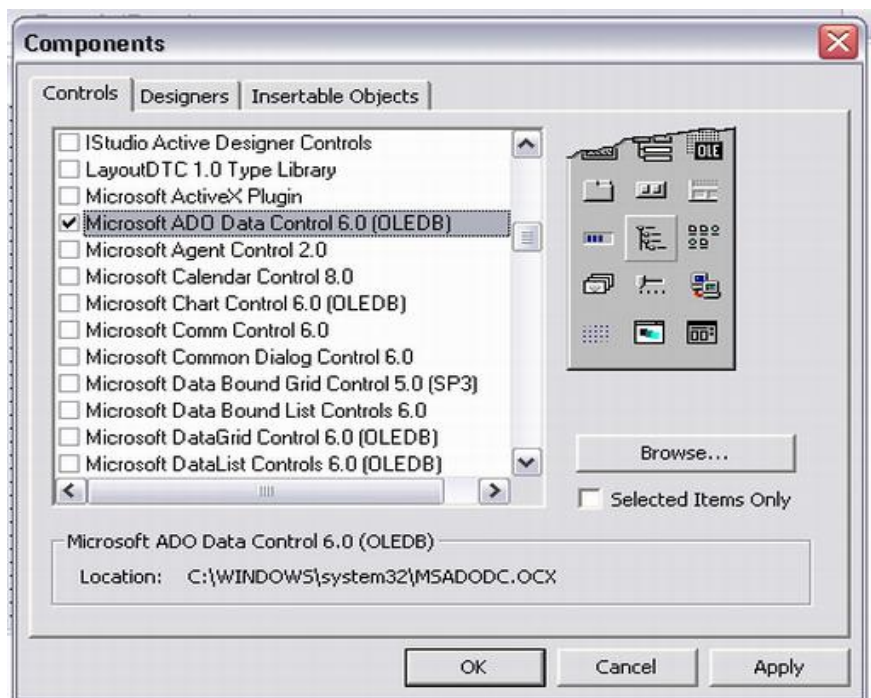 Components
Controls
Designers
Insertable Objects
IStudio Active Designer Controls
LayoutDTC 1.0 Type Library
Microsoft ActiveX Plugin
Microsoft ADO Data Control 6.0 (OLEDB)
Microsoft Agent Control 2.0
Microsoft Calendar Control 8.0
Microsoft Chart Control 6.0 (OLEDB)
Microsoft Comm Control 6.0
Microsoft Common Dialog Control 6.0
Microsoft Data Bound Grid Control 5.0 (SP3)
Microsoft Data Bound List Controls 6.0
Microsoft DataGrid Control 6.0 (OLEDB)
Microsoft DataList Controls 6.0 (OLEDB)
OLE
Browse...
Selected Items Only
Microsoft ADO Data Control 6.0 (OLEDB)
Location: C:\WINDOWS\system32\MSADODC.OCX
OK
Cancel
Apply